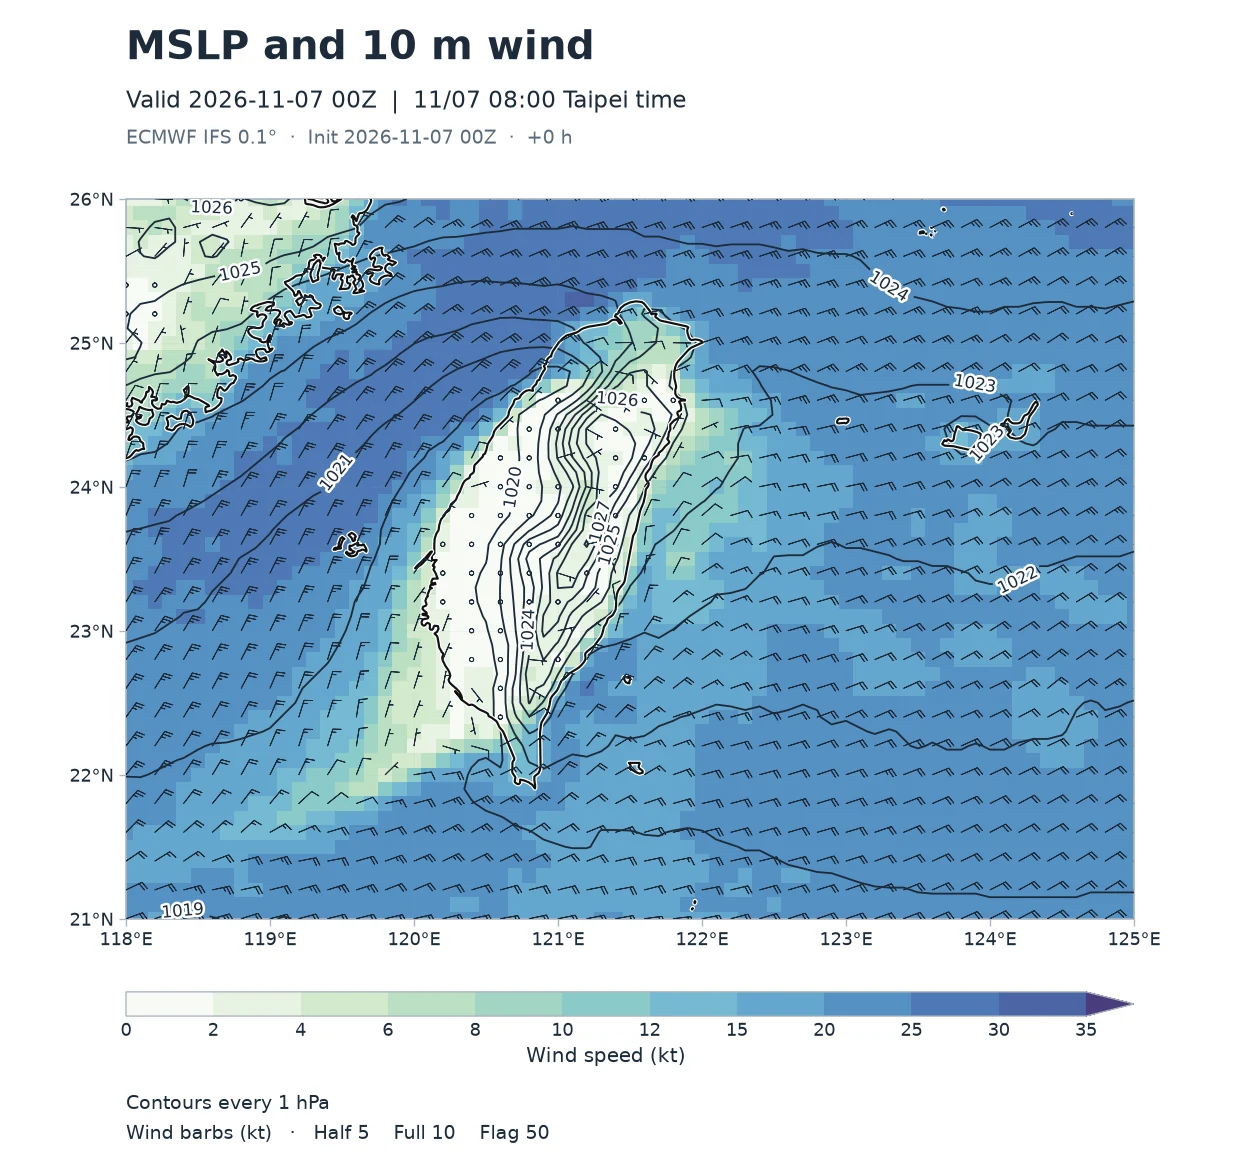 MSLP and 10 m wind
Valid 2026-11-07 00Z | 11/07 08:00 Taipei time
ECMWF IFS 0.1° · Init 2026-11-07 00Z · +0 h
26°N
1026
1025
1024
25°N
1023
1026
1023
1021
1020
24°N
1027
1025
1022
23°N
1024
22°N
1019
21°N
118°E 119°E 120°E 121°E 122°E 123°E 124°E 125°E
0 2 4 6 8 10 12 15 20 25 30 35
Wind speed (kt)
Contours every 1 hPa
Wind barbs (kt) · Half 5 Full 10 Flag 50